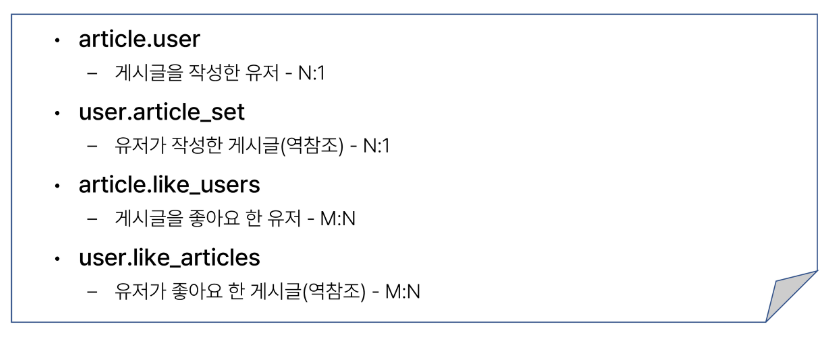 • article.user
– 게시글을 작성한 유저 - N:1
• user.article_set
– 유저가 작성한 게시글(역참조) - N:1
• article.like_users
– 게시글을 좋아요 한 유저 - M:N
• user.like_articles
– 유저가 좋아요 한 게시글(역참조) - M:N